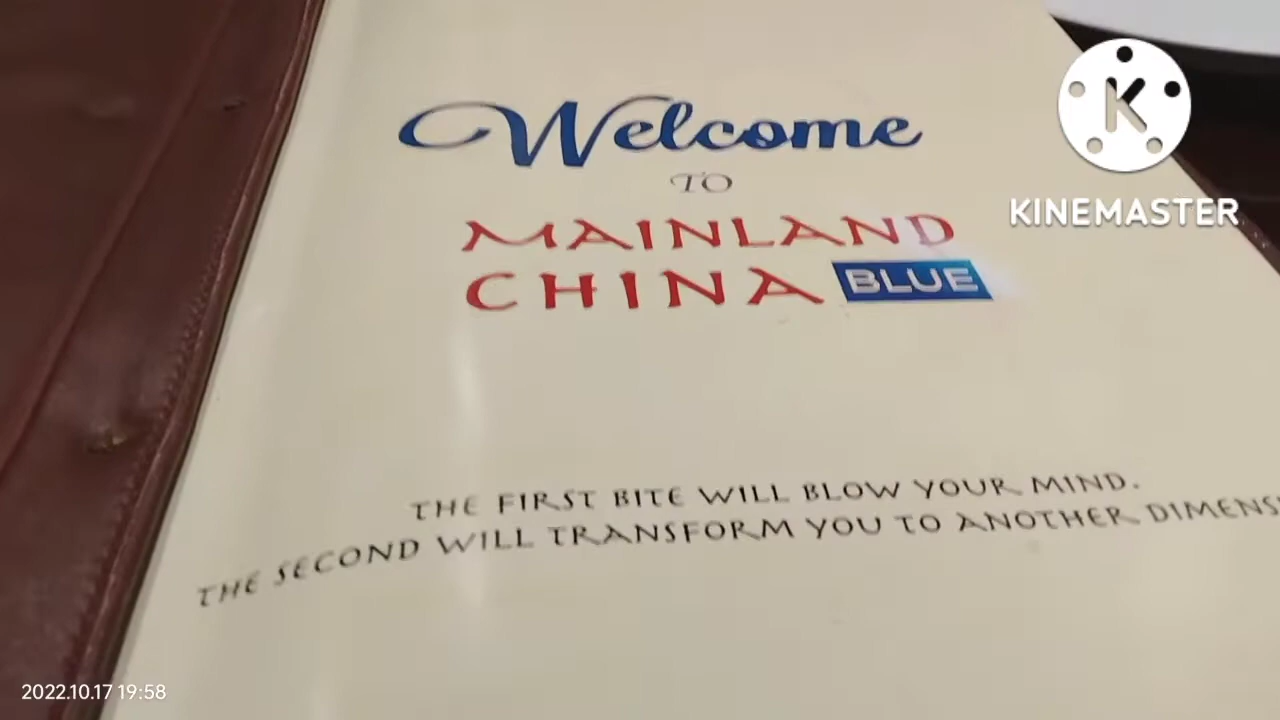 Welcome
TO
MAINLAND
CHINA BLUE
THE FIRST BITE WILL BLOW YOUR MIND.
THE SECOND WILL TRANSFORM YOU TO ANOTHER DIMENS
K
KINEMASTER
2022.10.17 19:58